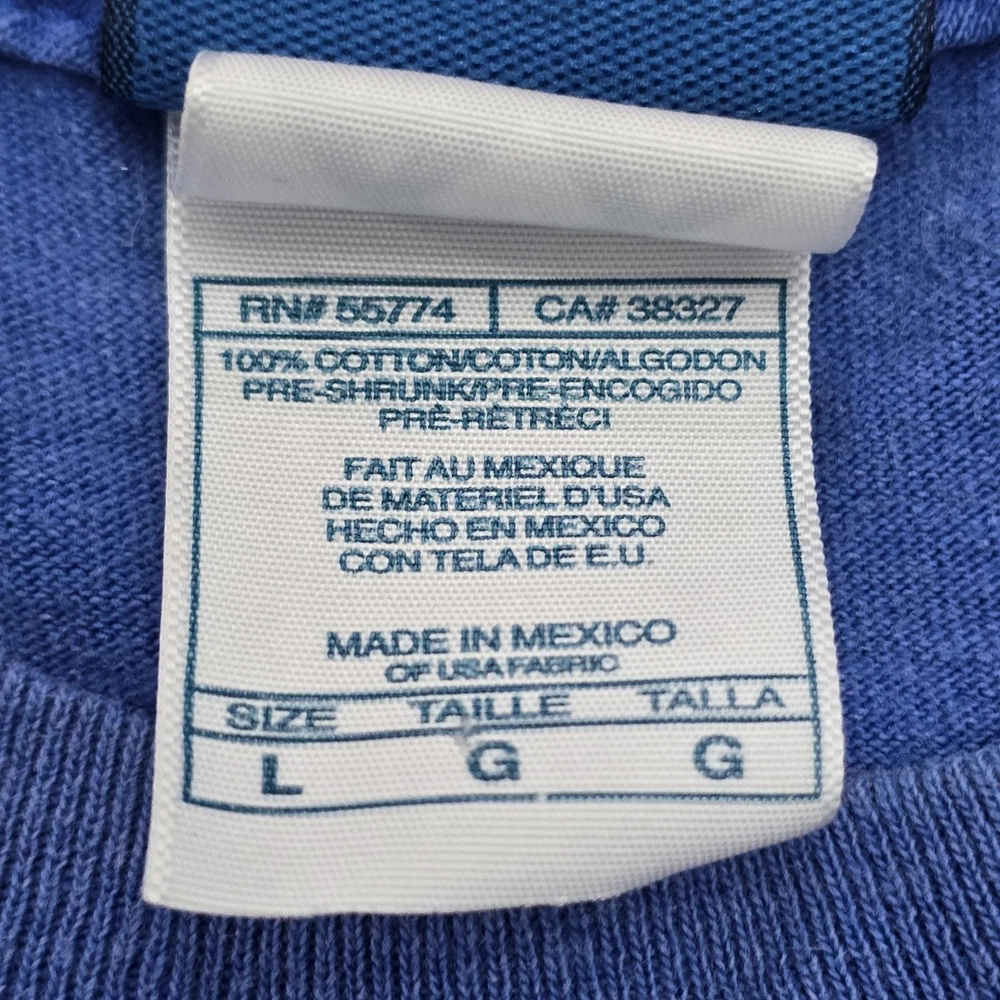 RN# 55774 CA# 38327
100% COTTON/COTON/ALGODON
PRE-SHRUNK/PRE-ENCOGIDO
PRÉ-RÉTRÉCI
FAIT AU MEXIQUE
DE MATERIEL D'USA
HECHO EN MEXICO
CON TELA DE E.U.
MADE IN MEXICO
OF USA FABRIC
SIZE TAILLE TALLA
L G G